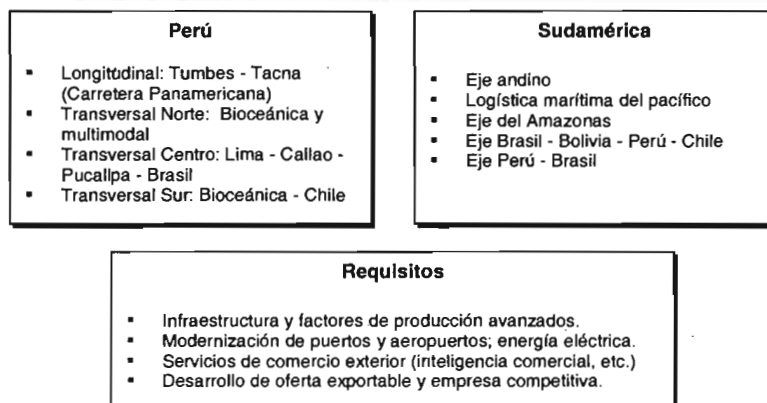 Perú
▪ Longitudinal: Tumbes - Tacna
(Carretera Panamericana)
▪ Transversal Norte: Bioceánica y
multimodal
▪ Transversal Centro: Lima - Callao -
Pucallpa - Brasil
▪ Transversal Sur: Bioceánica - Chile
Sudamérica
▪ Eje andino
▪ Logística marítima del pacífico
▪ Eje del Amazonas
▪ Eje Brasil - Bolivia - Perú - Chile
▪ Eje Perú - Brasil
Requisitos
▪ Infraestructura y factores de producción avanzados.
▪ Modernización de puertos y aeropuertos; energía eléctrica.
▪ Servicios de comercio exterior (inteligencia comercial, etc.)
▪ Desarrollo de oferta exportable y empresa competitiva.